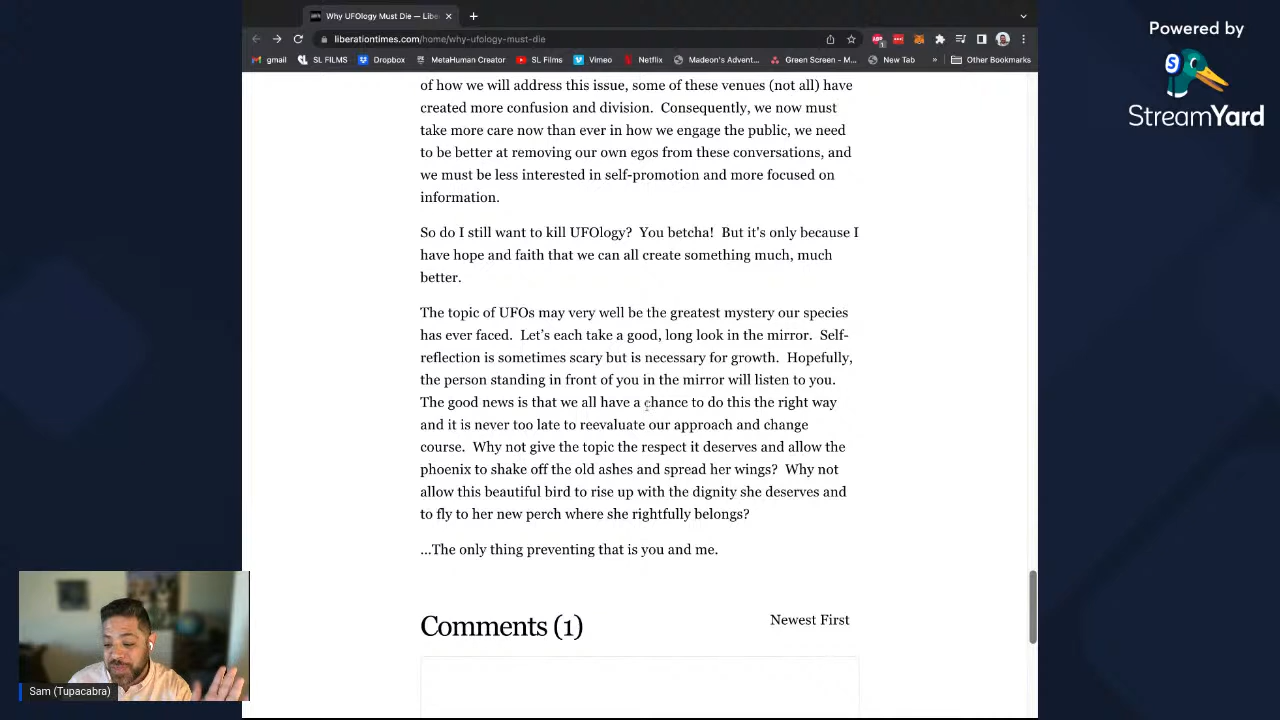 Why UFOlogy Must Die — Libe
liberationtimes.com/home/why-ufology-must-die
gmail
SL FILMS
Dropbox
MetaHuman Creator
SL Films
Vimeo
Netflix
Madeon's Advent...
Green Screen - M...
New Tab
»
Other Bookmarks
Powered by
StreamYard
of how we will address this issue, some of these venues (not all) have
created more confusion and division.  Consequently, we now must
take more care now than ever in how we engage the public, we need
to be better at removing our own egos from these conversations, and
we must be less interested in self-promotion and more focused on
information.
So do I still want to kill UFOlogy?  You betcha!  But it's only because I
have hope and faith that we can all create something much, much
better.
The topic of UFOs may very well be the greatest mystery our species
has ever faced.  Let's each take a good, long look in the mirror.  Self-
reflection is sometimes scary but is necessary for growth.  Hopefully,
the person standing in front of you in the mirror will listen to you.
The good news is that we all have a chance to do this the right way
and it is never too late to reevaluate our approach and change
course.  Why not give the topic the respect it deserves and allow the
phoenix to shake off the old ashes and spread her wings?  Why not
allow this beautiful bird to rise up with the dignity she deserves and
to fly to her new perch where she rightfully belongs?
...The only thing preventing that is you and me.
Comments (1)
Newest First
Sam (Tupacabra)